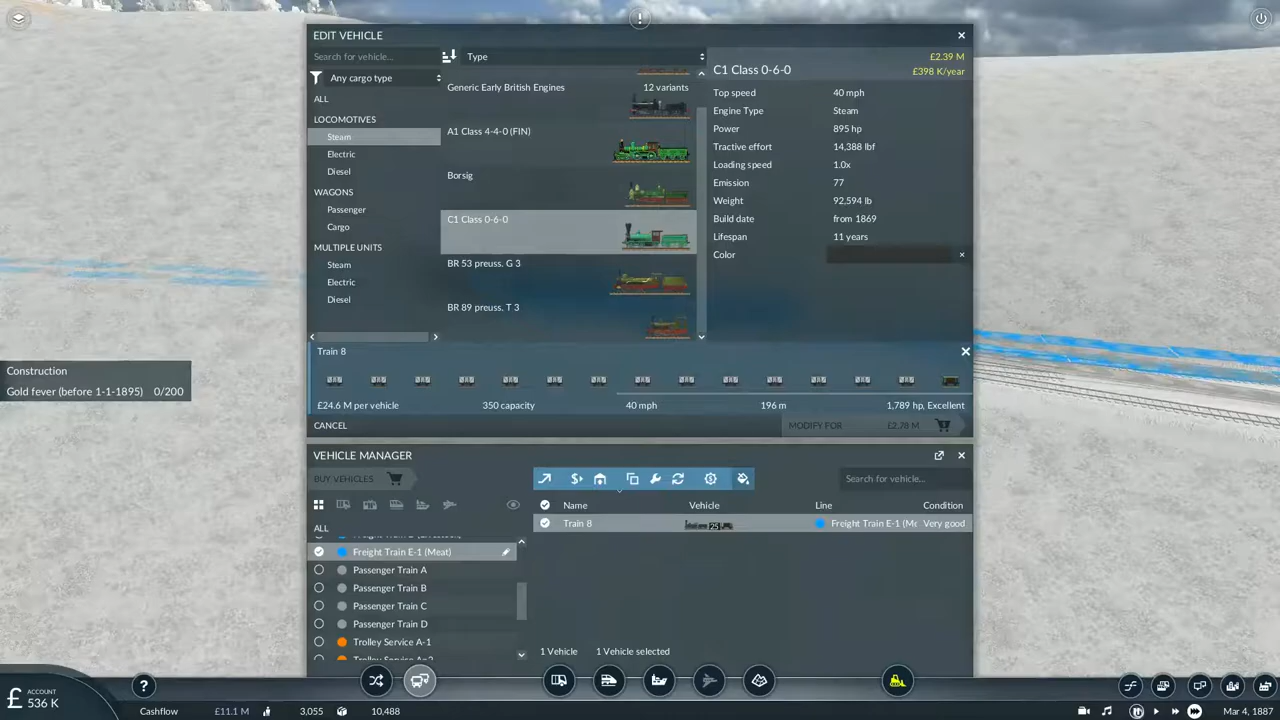 EDIT VEHICLE
Search for vehicle...
Type
£2.39 M
£398 K/year
C1 Class 0-6-0
Any cargo type
ALL
LOCOMOTIVES
Steam
Electric
Diesel
WAGONS
Passenger
Cargo
MULTIPLE UNITS
Steam
Electric
Diesel
Generic Early British Engines 12 variants
A1 Class 4-4-0 (FIN)
Borsig
C1 Class 0-6-0
BR 53 preuss. G 3
BR 89 preuss. T 3
Top speed 40 mph
Engine Type Steam
Power 895 hp
Tractive effort 14,388 lbf
Loading speed 1.0x
Emission 77
Weight 92,594 lb
Build date from 1869
Lifespan 11 years
Color
Construction
Gold fever (before 1-1-1895) 0/200
Train 8
£24.6 M per vehicle 350 capacity 40 mph 196 m 1,789 hp, Excellent
CANCEL
MODIFY FOR £2.78 M
VEHICLE MANAGER
BUY VEHICLES
Search for vehicle...
ALL
Name Vehicle Line Condition
Train 8 25 Freight Train E-1 (Me Very good
Freight Train E-1 (Meat)
Passenger Train A
Passenger Train B
Passenger Train C
Passenger Train D
Trolley Service A-1
1 Vehicle 1 Vehicle selected
£ ACCOUNT
536 K
?
Cashflow £11.1 M 3,055 10,488
Mar 4, 1887